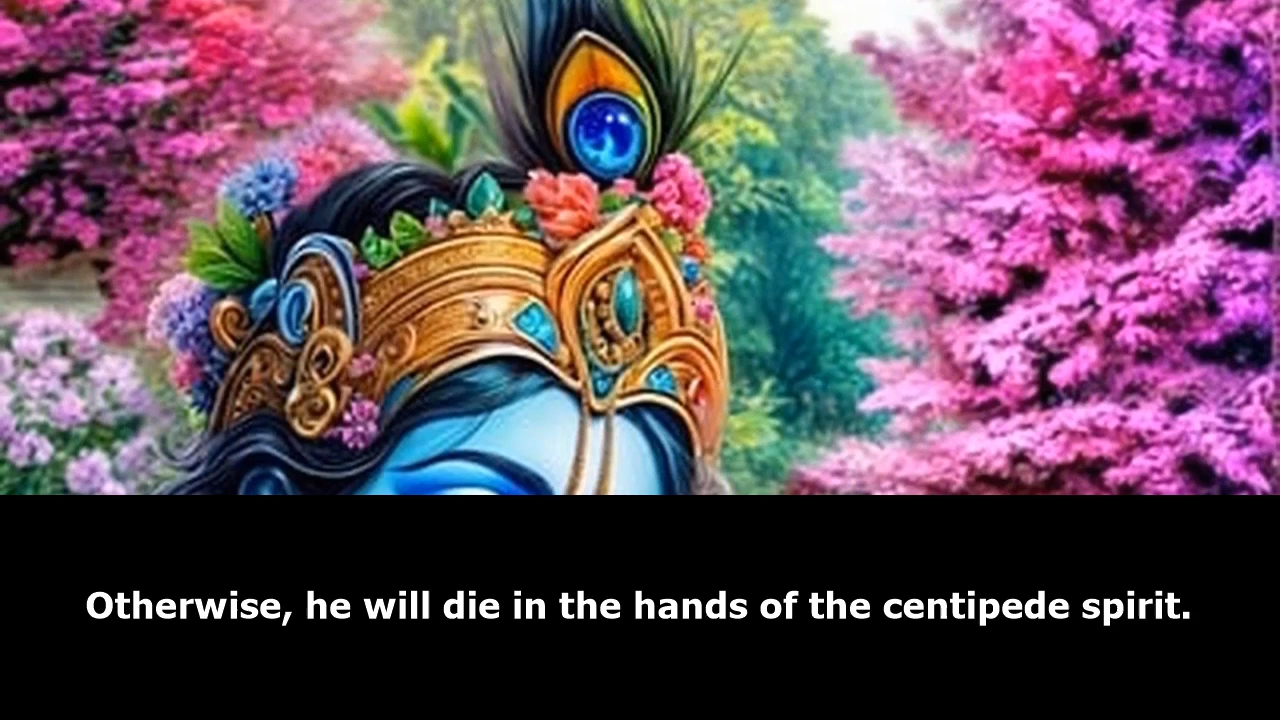 Otherwise, he will die in the hands of the centipede spirit.